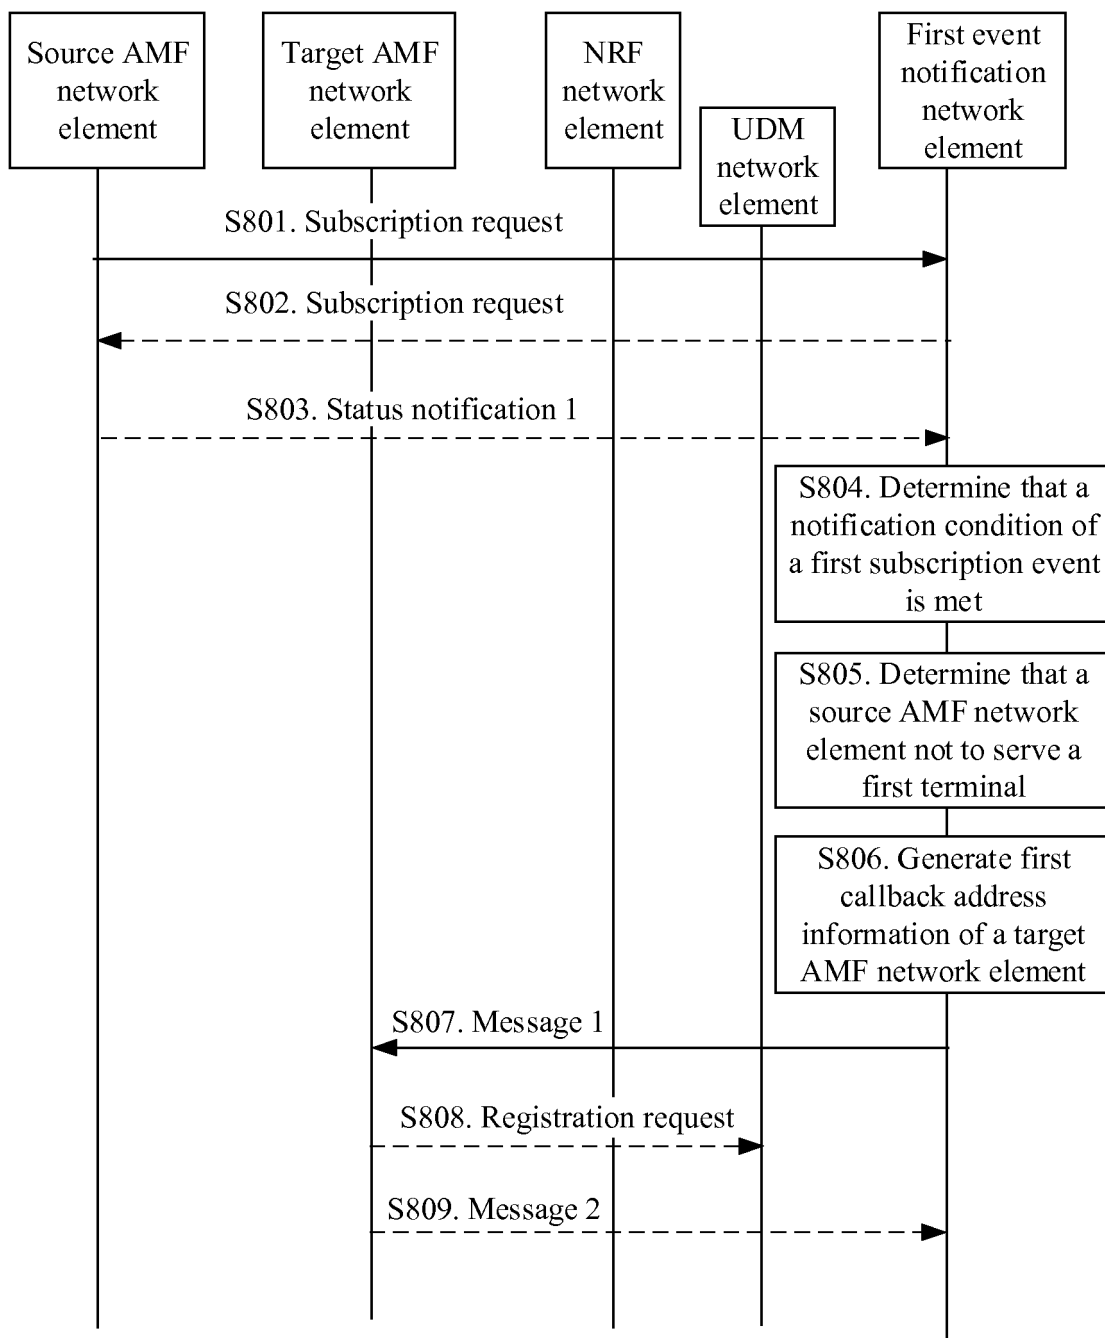 Source AMF
network
element
Target AMF
network
element
NRF
network
element
UDM
network
element
First event
notification
network
element
S801. Subscription request
S802. Subscription request
S803. Status notification 1
S804. Determine that a
notification condition of
a first subscription event
is met
S805. Determine that a
source AMF network
element not to serve a
first terminal
S806. Generate first
callback address
information of a target
AMF network element
S807. Message 1
S808. Registration request
S809. Message 2